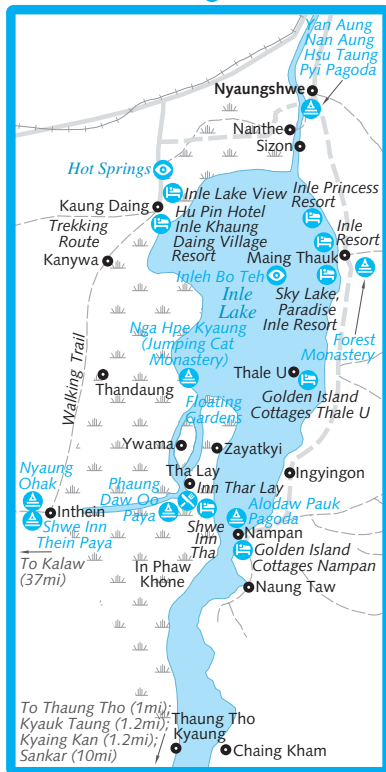 Yan Aung
Nan Aung
Hsu Taung
Pyi Pagoda
Nyaungshwe
Nanthe
Sizon
Hot Springs
Inle Lake View
Inle Princess
Resort
Kaung Daing
Hu Pin Hotel
Inle Khaung
Daing Village
Resort
Trekking
Route
Kanywa
Inle
Resort
Maing Thauk
Inleh Bo Teh
Inle
Lake
Sky Lake,
Paradise
Inle Resort
Forest
Monastery
Nga Hpe Kyaung
(Jumping Cat
Monastery)
Walking Trail
Thandaung
Thale U
Golden Island
Cottages Thale U
Floating
Gardens
Ywama
Zayatkyi
Nyaung
Ohak
Phaung
Daw Oo
Paya
Tha Lay
Inn Thar Lay
Ingyingon
Inthein
Shwe Inn
Thein Paya
Shwe
Inn
Tha
Alodaw Pauk
Pagoda
Nampan
Golden Island
Cottages Nampan
To Kalaw
(37mi)
In Phaw
Khone
Naung Taw
To Thaung Tho (1mi);
Kyauk Taung (1.2mi);
Kyaing Kan (1.2mi);
Sankar (10mi)
Thaung Tho
Kyaung
Chaing Kham